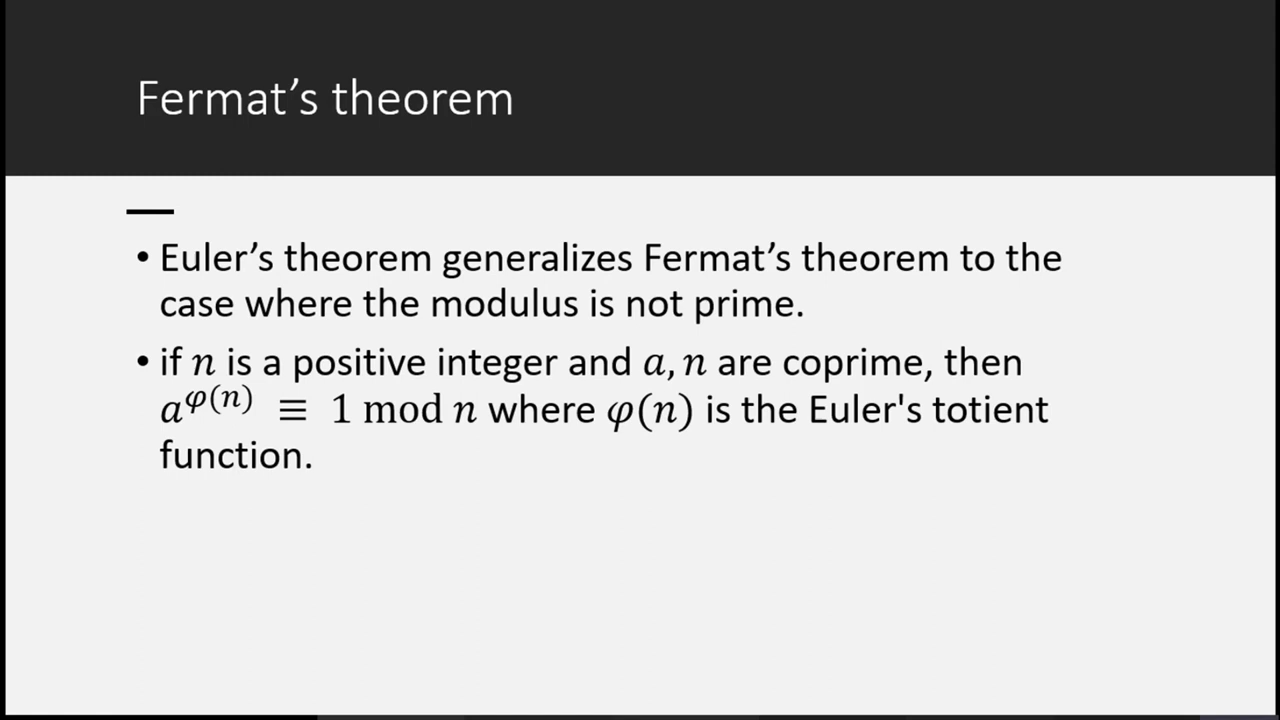 Fermat’s theorem
• Euler’s theorem generalizes Fermat’s theorem to the
case where the modulus is not prime.
• if 𝑛 is a positive integer and 𝑎, 𝑛 are coprime, then
𝑎^𝜑(𝑛) ≡ 1 mod 𝑛 where 𝜑(𝑛) is the Euler's totient
function.